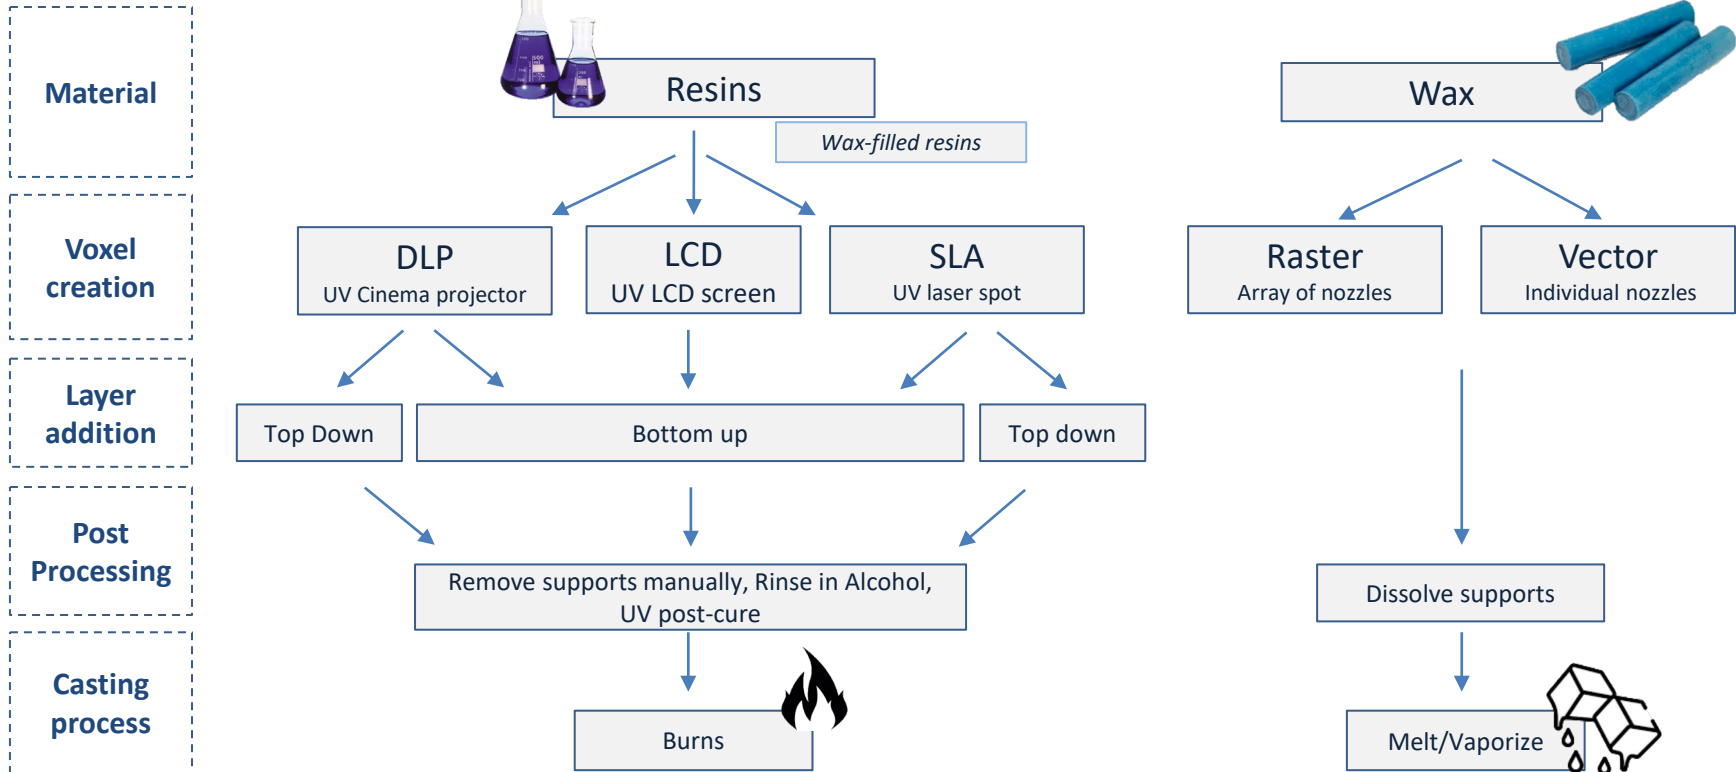 Material
Resins
Wax
Wax-filled resins
Voxel
creation
DLP
UV Cinema projector
LCD
UV LCD screen
SLA
UV laser spot
Raster
Array of nozzles
Vector
Individual nozzles
Layer
addition
Top Down
Bottom up
Top down
Post
Processing
Remove supports manually, Rinse in Alcohol,
UV post-cure
Dissolve supports
Casting
process
Burns
Melt/Vaporize